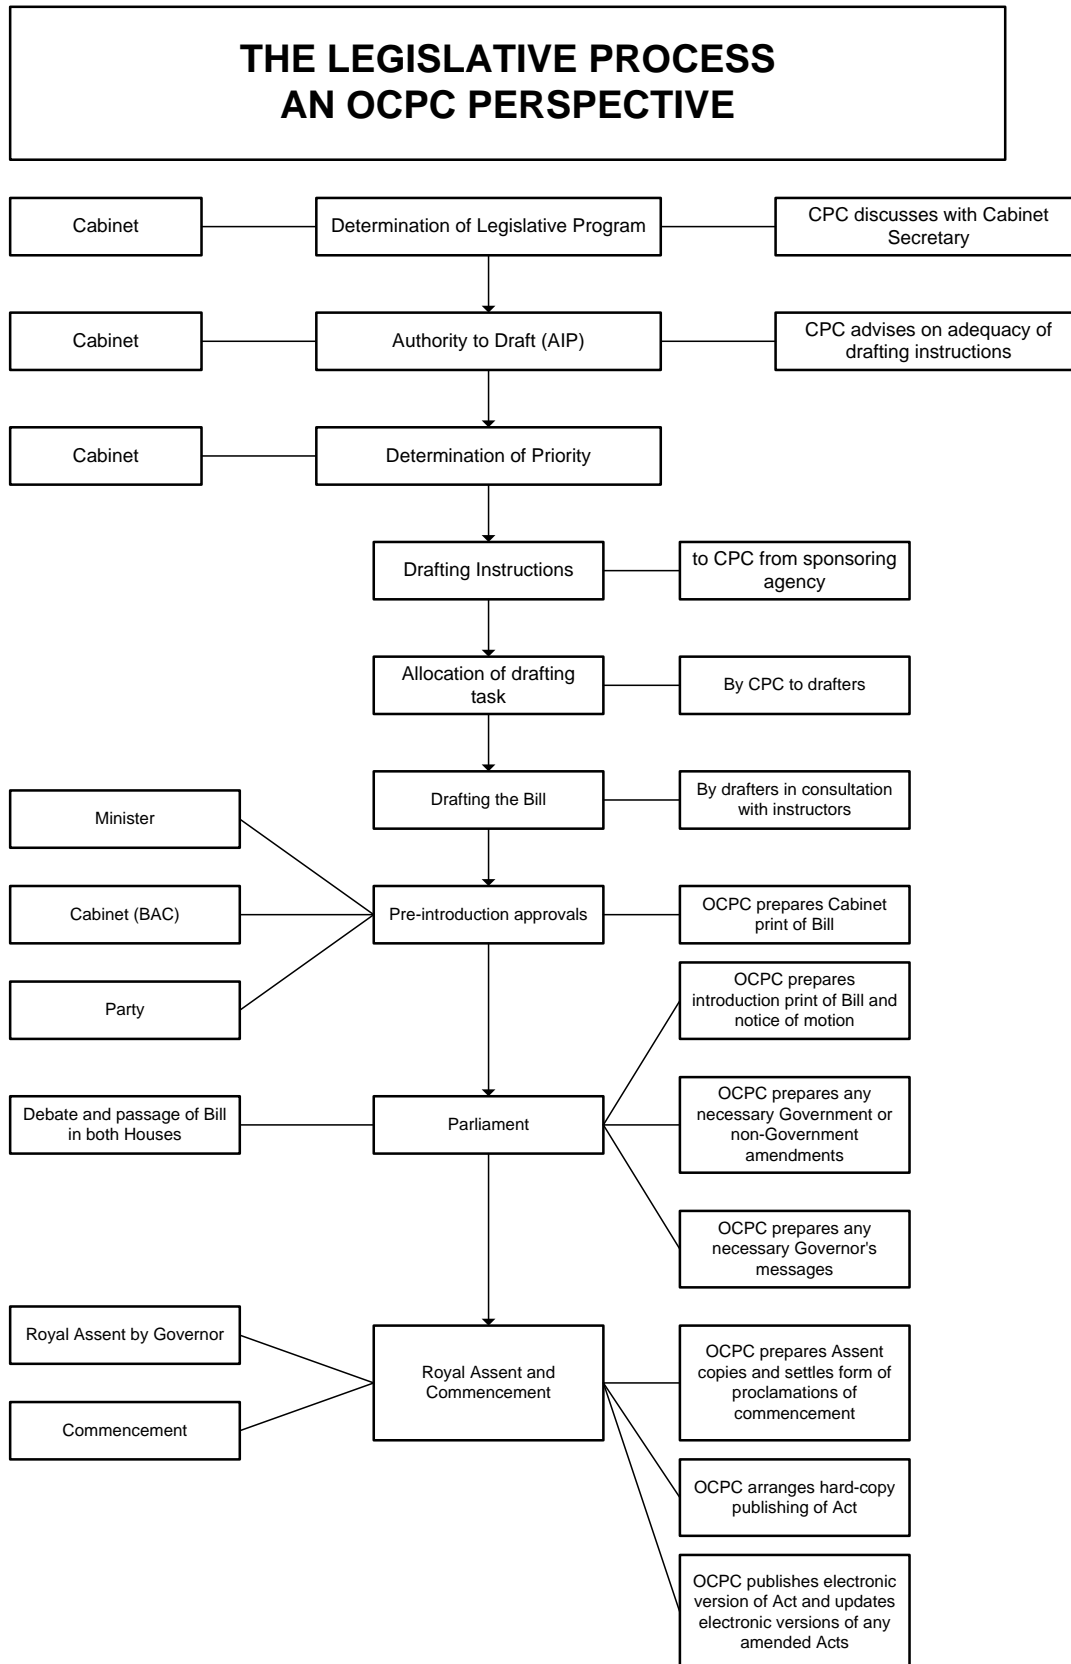 THE LEGISLATIVE PROCESS
AN OCPC PERSPECTIVE
Cabinet
Determination of Legislative Program
CPC discusses with Cabinet
Secretary
Cabinet
Authority to Draft (AIP)
CPC advises on adequacy of
drafting instructions
Cabinet
Determination of Priority
Drafting Instructions
to CPC from sponsoring
agency
Allocation of drafting
task
By CPC to drafters
Drafting the Bill
By drafters in consultation
with instructors
Minister
Cabinet (BAC)
Party
Pre-introduction approvals
OCPC prepares Cabinet
print of Bill
OCPC prepares
introduction print of Bill and
notice of motion
Debate and passage of Bill
in both Houses
Parliament
OCPC prepares any
necessary Government or
non-Government
amendments
OCPC prepares any
necessary Governor's
messages
Royal Assent by Governor
Commencement
Royal Assent and
Commencement
OCPC prepares Assent
copies and settles form of
proclamations of
commencement
OCPC arranges hard-copy
publishing of Act
OCPC publishes electronic
version of Act and updates
electronic versions of any
amended Acts